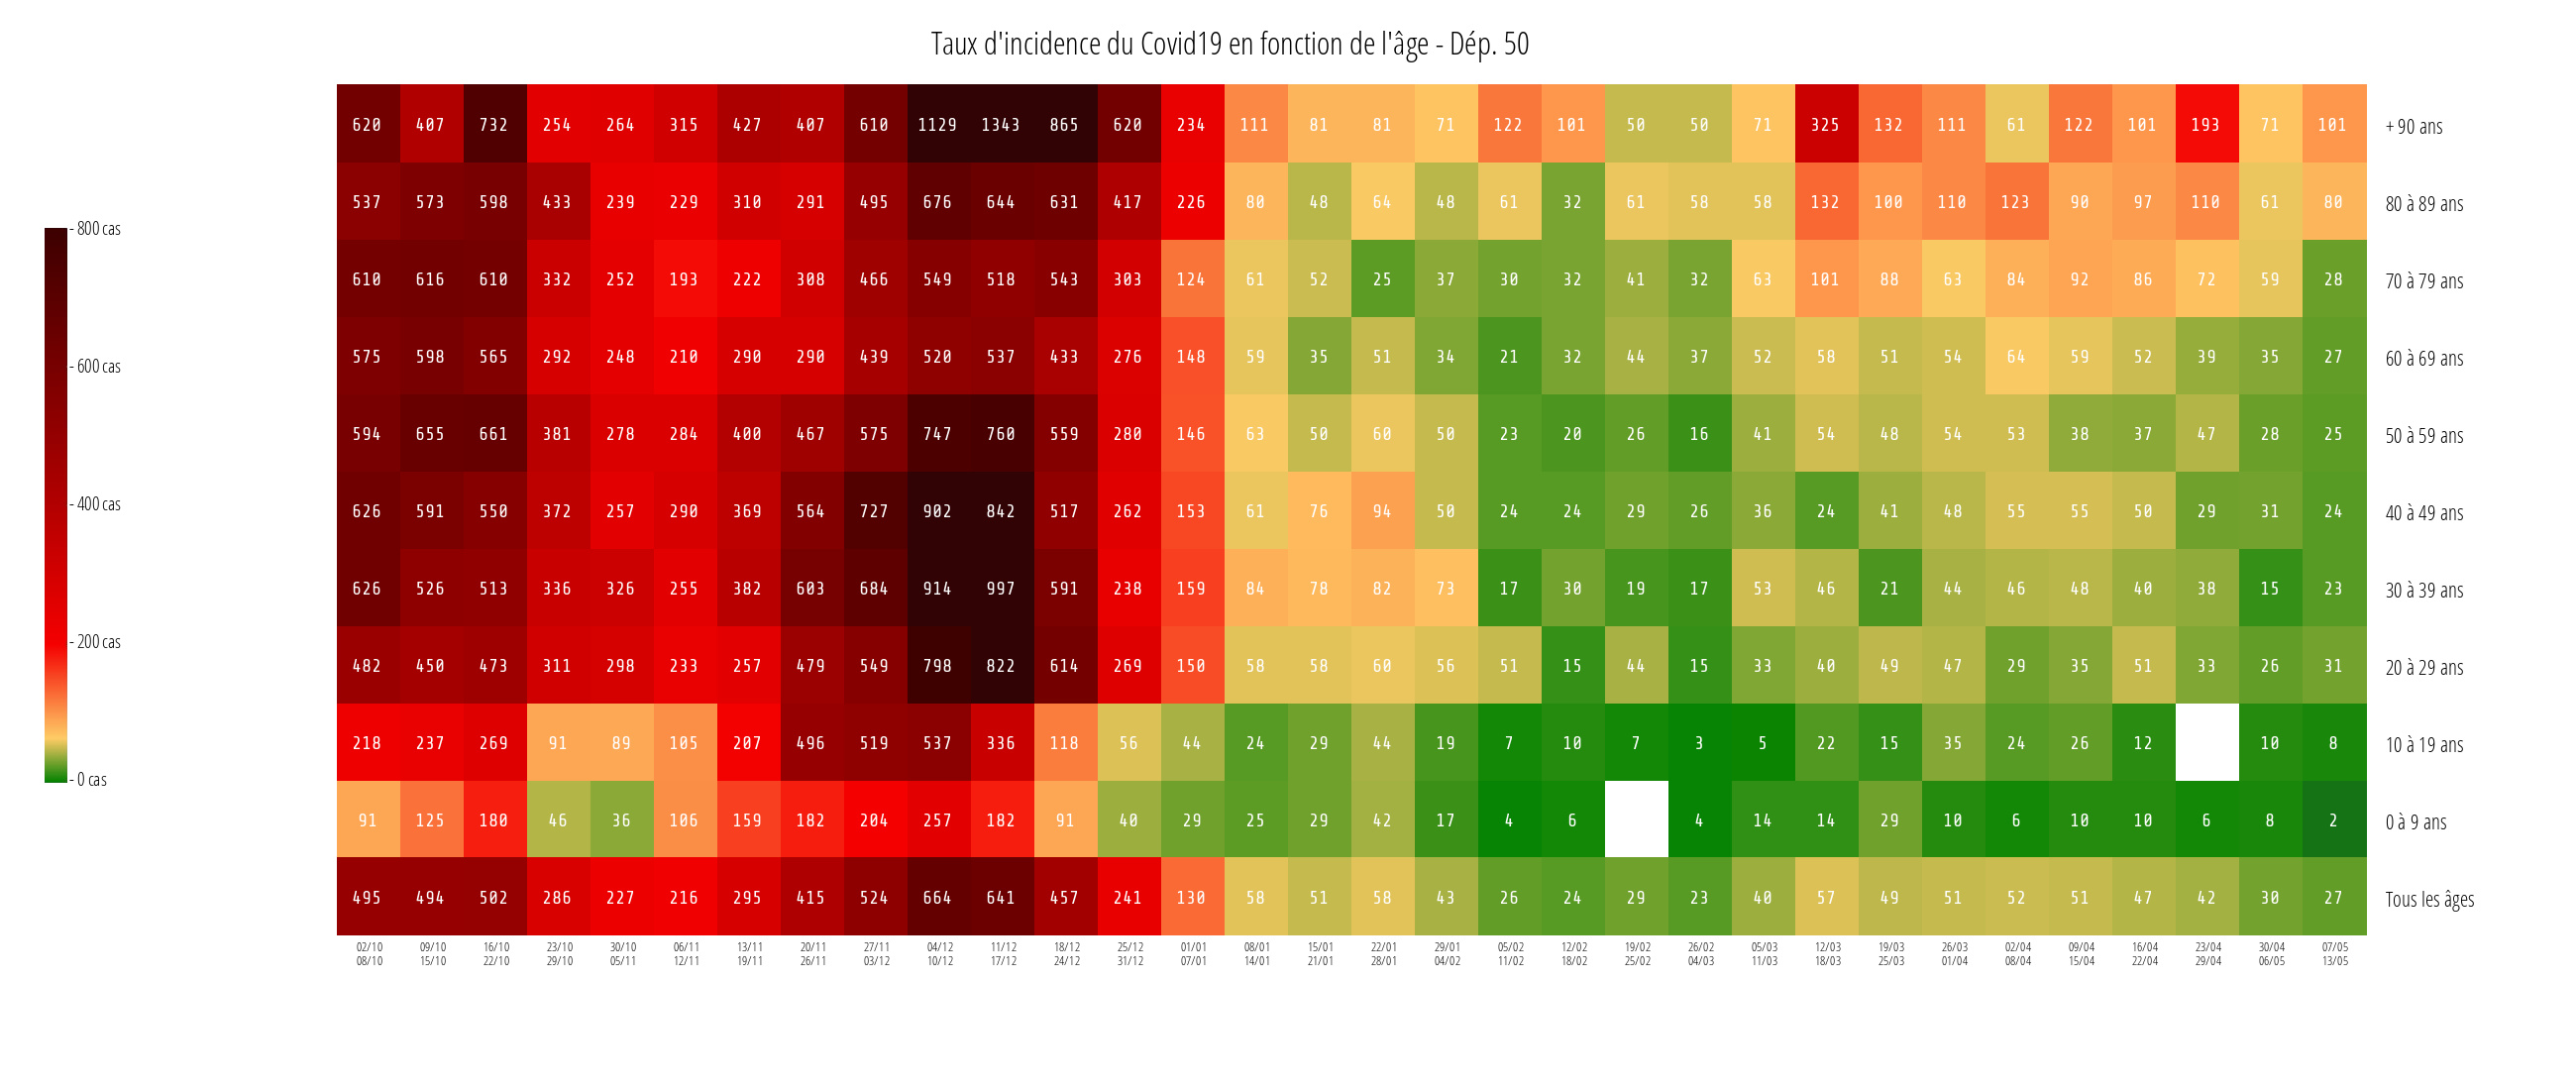 Taux d'incidence du Covid19 en fonction de l'âge - Dép. 50
- 800 cas
- 600 cas
- 400 cas
- 200 cas
- 0 cas
620 407 732 254 264 315 427 407 610 1129 1343 865 620 234 111 81 81 71 122 101 50 50 71 325 132 111 61 122 101 193 71 101 + 90 ans
537 573 598 433 239 229 310 291 495 676 644 631 417 226 80 48 64 48 61 32 61 58 58 132 100 110 123 90 97 110 61 80 80 à 89 ans
610 616 610 332 252 193 222 308 466 549 518 543 303 124 61 52 25 37 30 32 41 32 63 101 88 63 84 92 86 72 59 28 70 à 79 ans
575 598 565 292 248 210 290 290 439 520 537 433 276 148 59 35 51 34 21 32 44 37 52 58 51 54 64 59 52 39 35 27 60 à 69 ans
594 655 661 381 278 284 400 467 575 747 760 559 280 146 63 50 60 50 23 20 26 16 41 54 48 54 53 38 37 47 28 25 50 à 59 ans
626 591 550 372 257 290 369 564 727 902 842 517 262 153 61 76 94 50 24 24 29 26 36 24 41 48 55 55 50 29 31 24 40 à 49 ans
626 526 513 336 326 255 382 603 684 914 997 591 238 159 84 78 82 73 17 30 19 17 53 46 21 44 46 48 40 38 15 23 30 à 39 ans
482 450 473 311 298 233 257 479 549 798 822 614 269 150 58 58 60 56 51 15 44 15 33 40 49 47 29 35 51 33 26 31 20 à 29 ans
218 237 269 91 89 105 207 496 519 537 336 118 56 44 24 29 44 19 7 10 7 3 5 22 15 35 24 26 12 10 8 10 à 19 ans
91 125 180 46 36 106 159 182 204 257 182 91 40 29 25 29 42 17 4 6 4 14 14 29 10 6 10 10 6 8 2 0 à 9 ans
495 494 502 286 227 216 295 415 524 664 641 457 241 130 58 51 58 43 26 24 29 23 40 57 49 51 52 51 47 42 30 27 Tous les âges
02/10 09/10 16/10 23/10 30/10 06/11 13/11 20/11 27/11 04/12 11/12 18/12 25/12 01/01 08/01 15/01 22/01 29/01 05/02 12/02 19/02 26/02 05/03 12/03 19/03 26/03 02/04 09/04 16/04 23/04 30/04 07/05
08/10 15/10 22/10 29/10 05/11 12/11 19/11 26/11 03/12 10/12 17/12 24/12 31/12 07/01 14/01 21/01 28/01 04/02 11/02 18/02 25/02 04/03 11/03 18/03 25/03 01/04 08/04 15/04 22/04 29/04 06/05 13/05